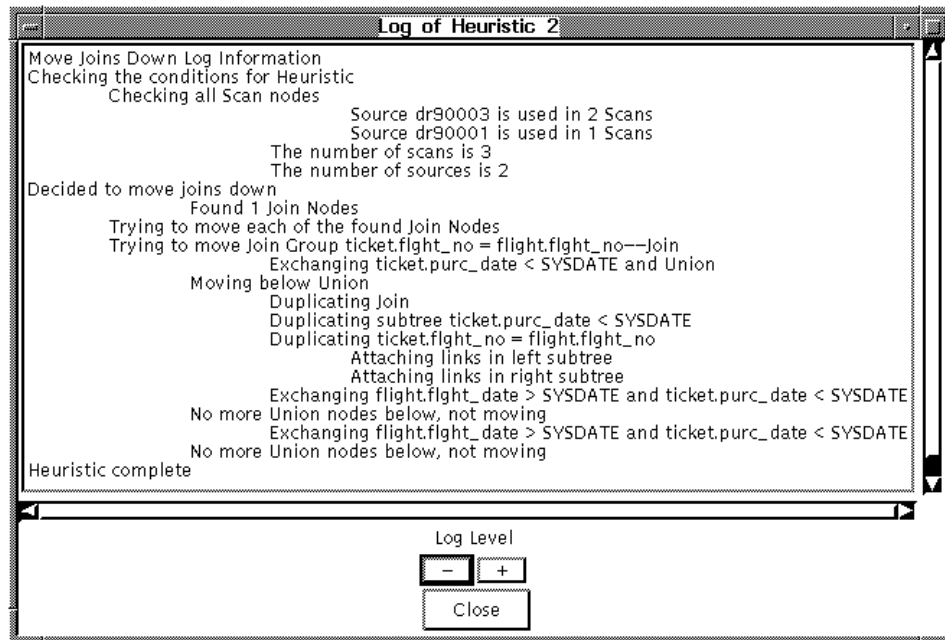 Log of Heuristic 2
Move Joins Down Log Information
Checking the conditions for Heuristic
Checking all Scan nodes
Source dr90003 is used in 2 Scans
Source dr90001 is used in 1 Scans
The number of scans is 3
The number of sources is 2
Decided to move joins down
Found 1 Join Nodes
Trying to move each of the found Join Nodes
Trying to move Join Group ticket.flght_no = flight.flght_no--Join
Exchanging ticket.purc_date < SYSDATE and Union
Moving below Union
Duplicating Join
Duplicating subtree ticket.purc_date < SYSDATE
Duplicating ticket.flght_no = flight.flght_no
Attaching links in left subtree
Attaching links in right subtree
Exchanging flight.flght_date > SYSDATE and ticket.purc_date < SYSDATE
No more Union nodes below, not moving
Exchanging flight.flght_date > SYSDATE and ticket.purc_date < SYSDATE
No more Union nodes below, not moving
Heuristic complete
Log Level
- +
Close